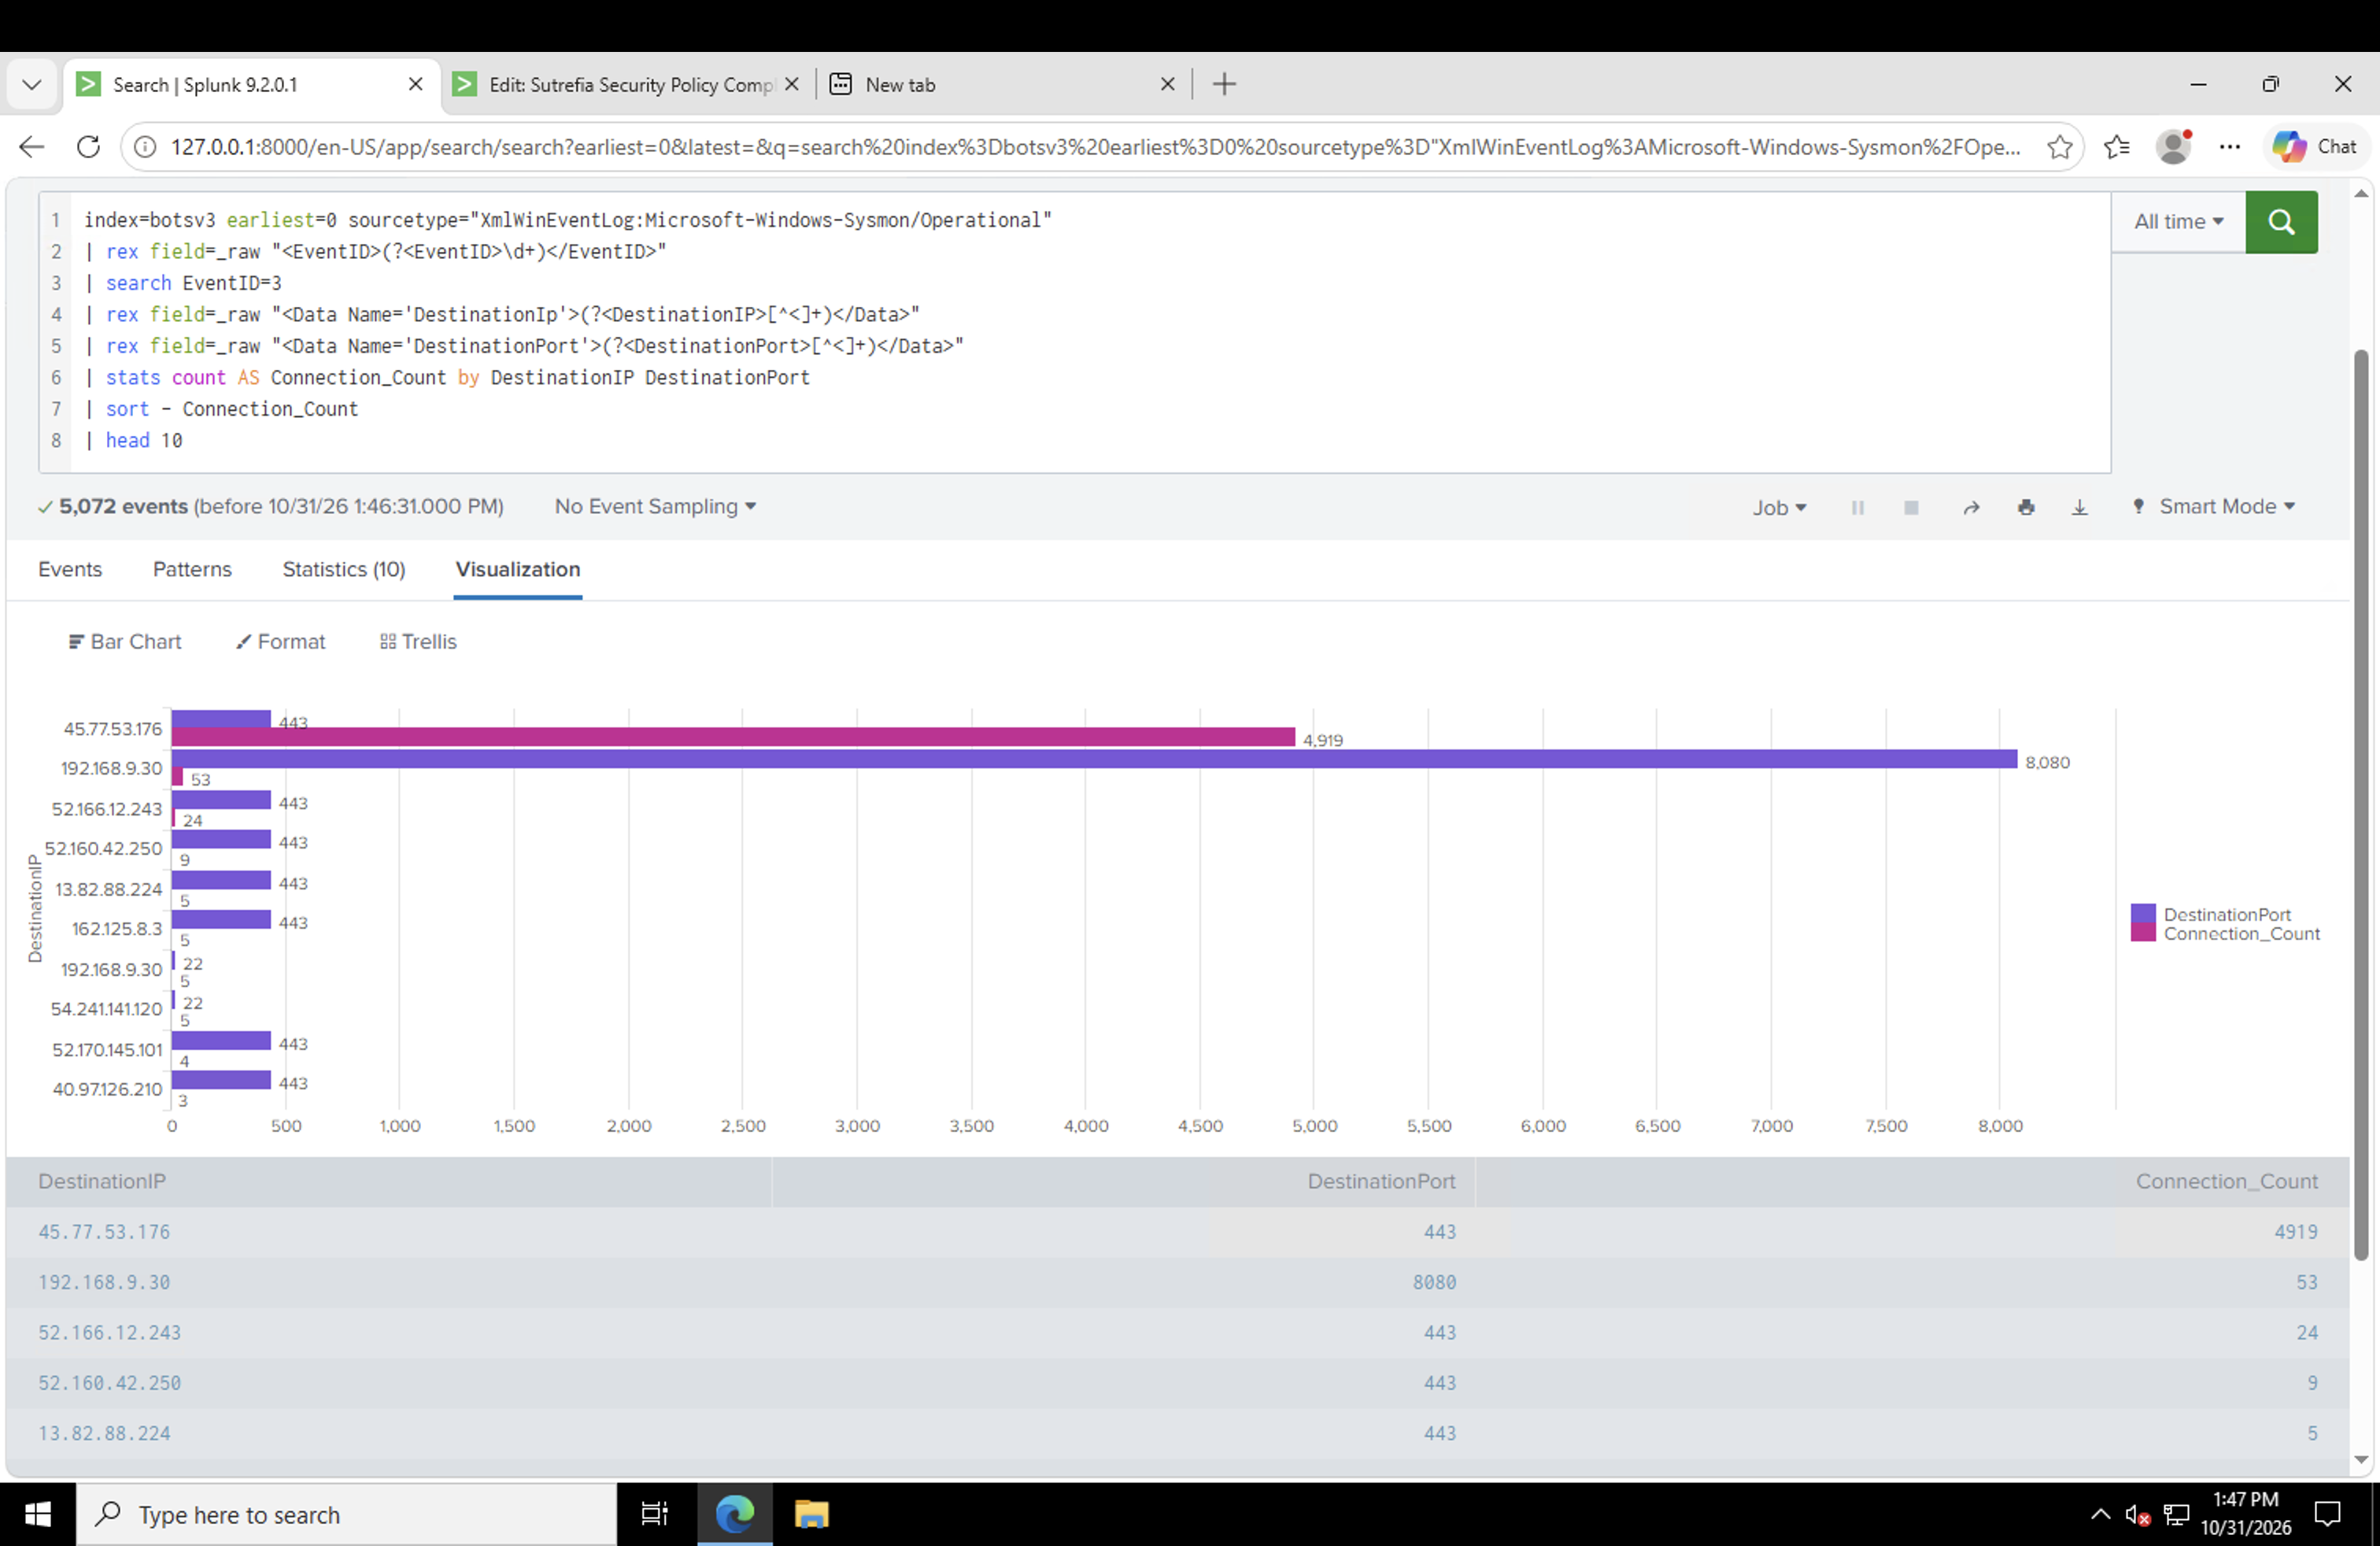 Search | Splunk 9.2.0.1
Edit: Sutrefia Security Policy Compl
New tab
127.0.0.1:8000/en-US/app/search/search?earliest=0&latest=&q=search%20index%3Dbotsv3%20earliest%3D0%20sourcetype%3D"XmlWinEventLog%3AMicrosoft-Windows-Sysmon%2FOpe...
Chat
1 index=botsv3 earliest=0 sourcetype="XmlWinEventLog:Microsoft-Windows-Sysmon/Operational"
2 | rex field=_raw "<EventID>(?<EventID>\d+)</EventID>"
3 | search EventID=3
4 | rex field=_raw "<Data Name='DestinationIp'>(?<DestinationIP>[^<]+)</Data>"
5 | rex field=_raw "<Data Name='DestinationPort'>(?<DestinationPort>[^<]+)</Data>"
6 | stats count AS Connection_Count by DestinationIP DestinationPort
7 | sort - Connection_Count
8 | head 10
All time
5,072 events (before 10/31/26 1:46:31.000 PM)
No Event Sampling
Job
Smart Mode
Events
Patterns
Statistics (10)
Visualization
Bar Chart
Format
Trellis
DestinationIP
45.77.53.176 443 4,919
192.168.9.30 8,080 53
52.166.12.243 443 24
52.160.42.250 443 9
13.82.88.224 443 5
162.125.8.3 443 5
192.168.9.30 22 5
54.241.141.120 22 5
52.170.145.101 443 4
40.97.126.210 443 3
0 500 1,000 1,500 2,000 2,500 3,000 3,500 4,000 4,500 5,000 5,500 6,000 6,500 7,000 7,500 8,000
DestinationPort
Connection_Count
DestinationIP DestinationPort Connection_Count
45.77.53.176 443 4919
192.168.9.30 8080 53
52.166.12.243 443 24
52.160.42.250 443 9
13.82.88.224 443 5
Type here to search
1:47 PM
10/31/2026